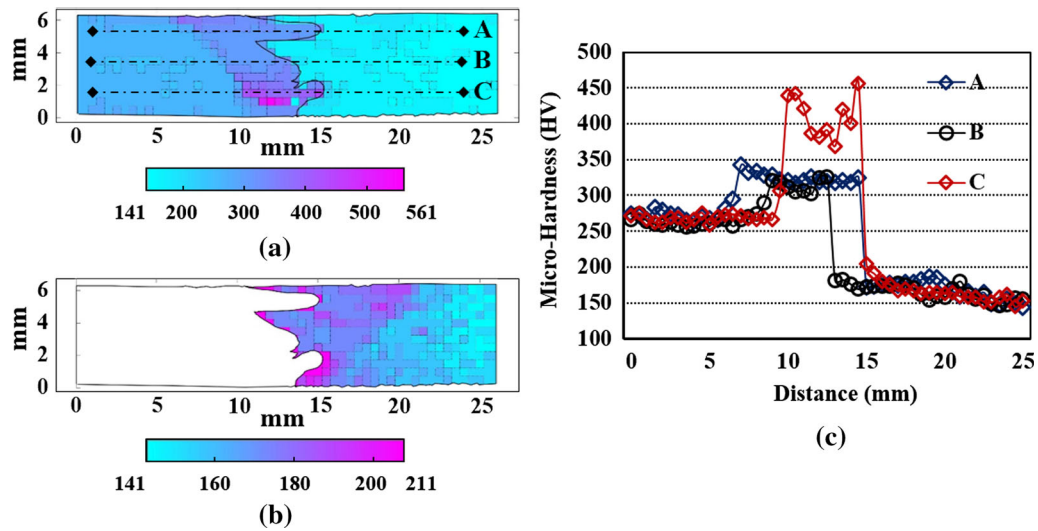 6
4
2
0
mm
A
B
C
0 5 10 15 20 25
mm
141 200 300 400 500 561
(a)
6
4
2
0
mm
0 5 10 15 20 25
mm
141 160 180 200 211
(b)
500
450
400
350
300
250
200
150
100
Micro-Hardness (HV)
A
B
C
0 5 10 15 20 25
Distance (mm)
(c)